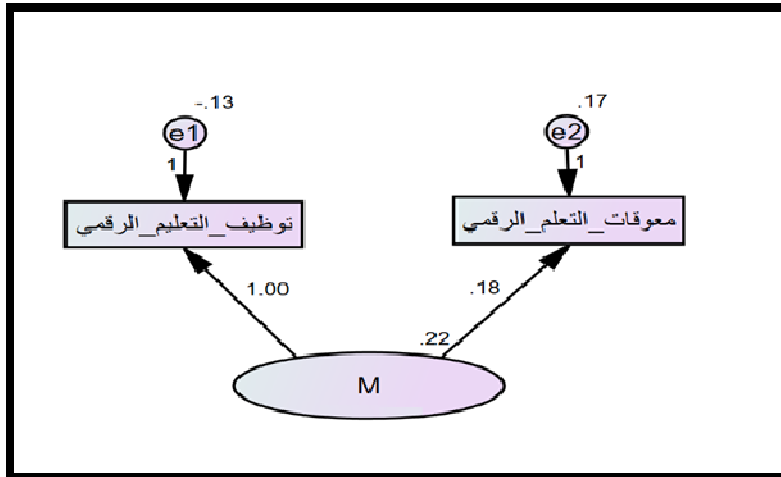 -.13
.17
e1
e2
1
1
توظيف_التعليم_الرقمي
معوقات_التعلم_الرقمي
1.00
.18
.22
M